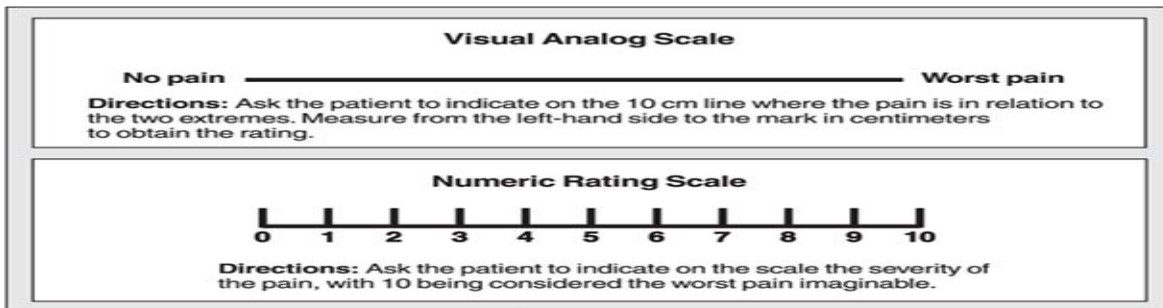 Visual Analog Scale
No pain Worst pain
Directions: Ask the patient to indicate on the 10 cm line where the pain is in relation to
the two extremes. Measure from the left-hand side to the mark in centimeters
to obtain the rating.
Numeric Rating Scale
0 1 2 3 4 5 6 7 8 9 10
Directions: Ask the patient to indicate on the scale the severity of
the pain, with 10 being considered the worst pain imaginable.